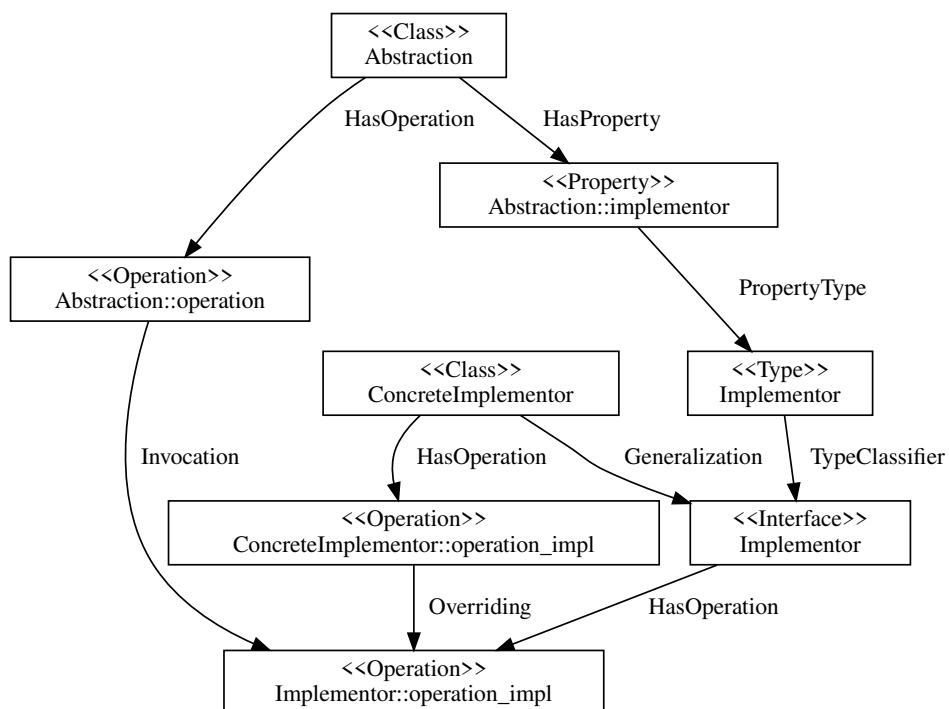 <<Class>>
Abstraction
HasOperation
HasProperty
<<Property>>
Abstraction::implementor
<<Operation>>
Abstraction::operation
PropertyType
<<Class>>
ConcreteImplementor
<<Type>>
Implementor
Invocation
HasOperation
Generalization
TypeClassifier
<<Operation>>
ConcreteImplementor::operation_impl
<<Interface>>
Implementor
Overriding
HasOperation
<<Operation>>
Implementor::operation_impl